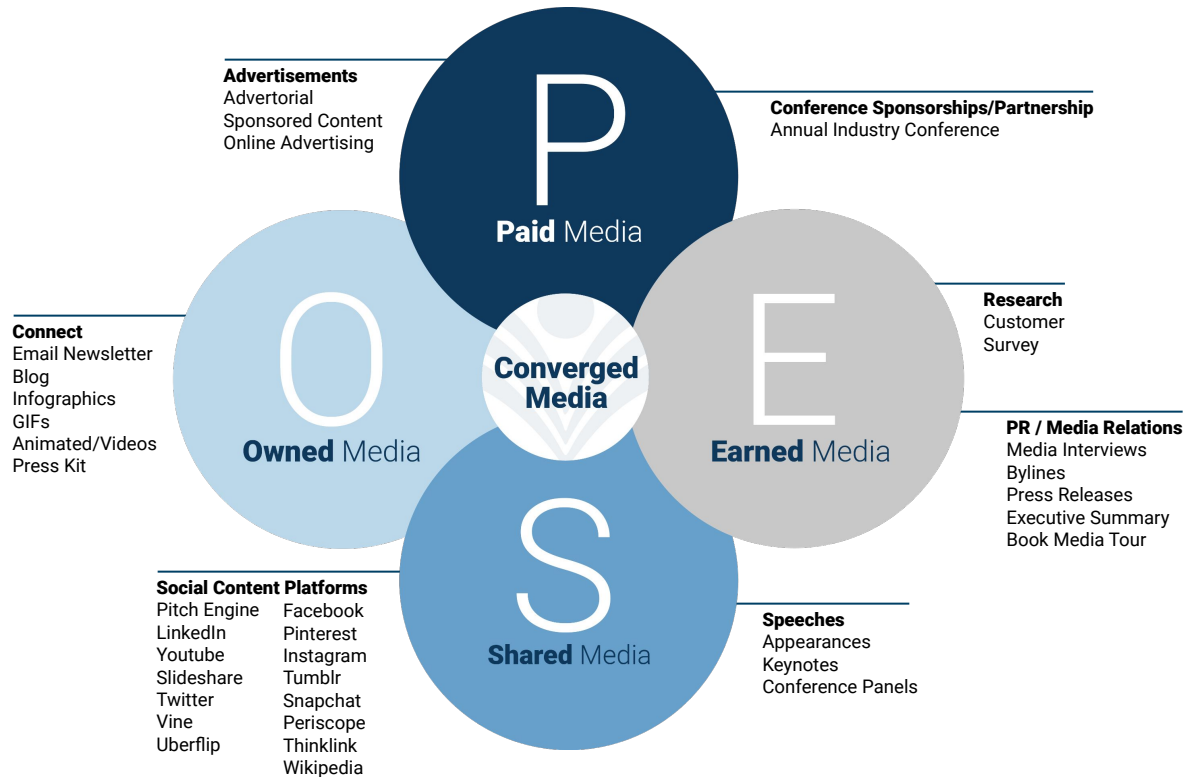 P
Paid Media
Advertisements
Advertorial
Sponsored Content
Online Advertising
Conference Sponsorships/Partnership
Annual Industry Conference
O
Owned Media
Connect
Email Newsletter
Blog
Infographics
GIFs
Animated/Videos
Press Kit
Converged
Media
E
Earned Media
Research
Customer
Survey
PR / Media Relations
Media Interviews
Bylines
Press Releases
Executive Summary
Book Media Tour
S
Shared Media
Social Content Platforms
Pitch Engine
LinkedIn
Youtube
Slideshare
Twitter
Vine
Uberflip
Facebook
Pinterest
Instagram
Tumblr
Snapchat
Periscope
Thinklink
Wikipedia
Speeches
Appearances
Keynotes
Conference Panels